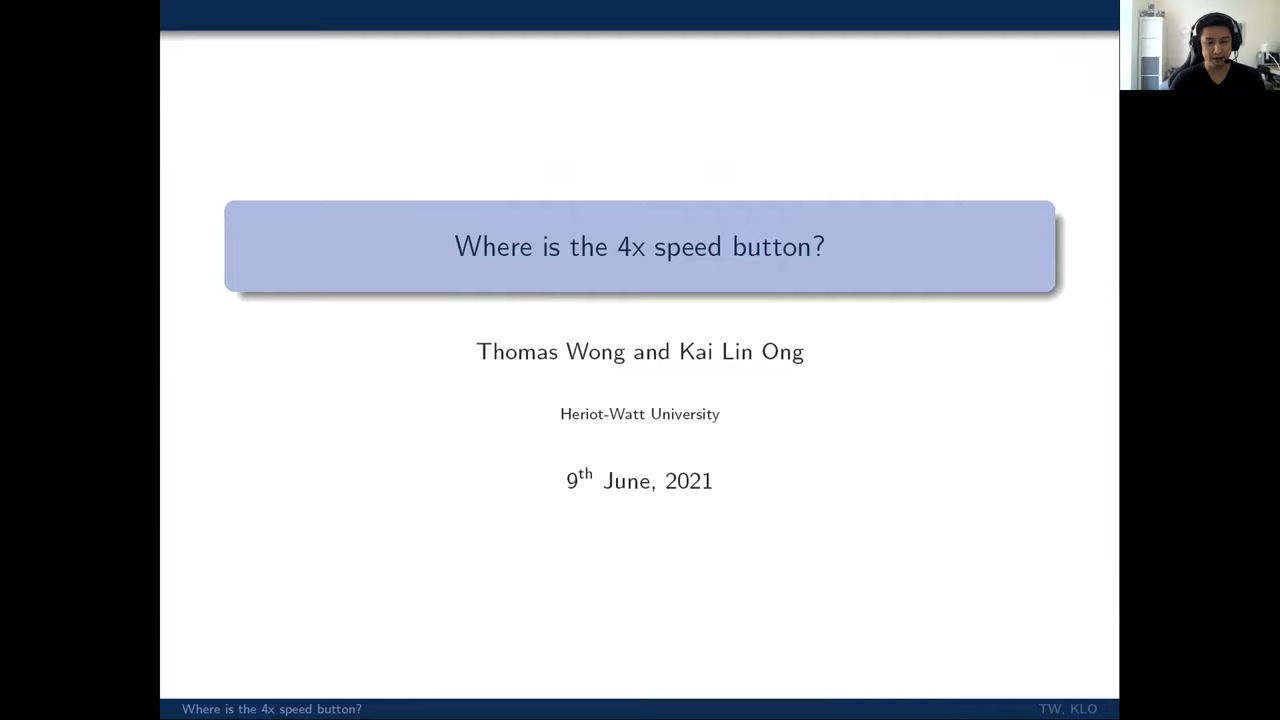 Where is the 4x speed button?
Thomas Wong and Kai Lin Ong
Heriot-Watt University
9th June, 2021
Where is the 4x speed button?
TW, KLO